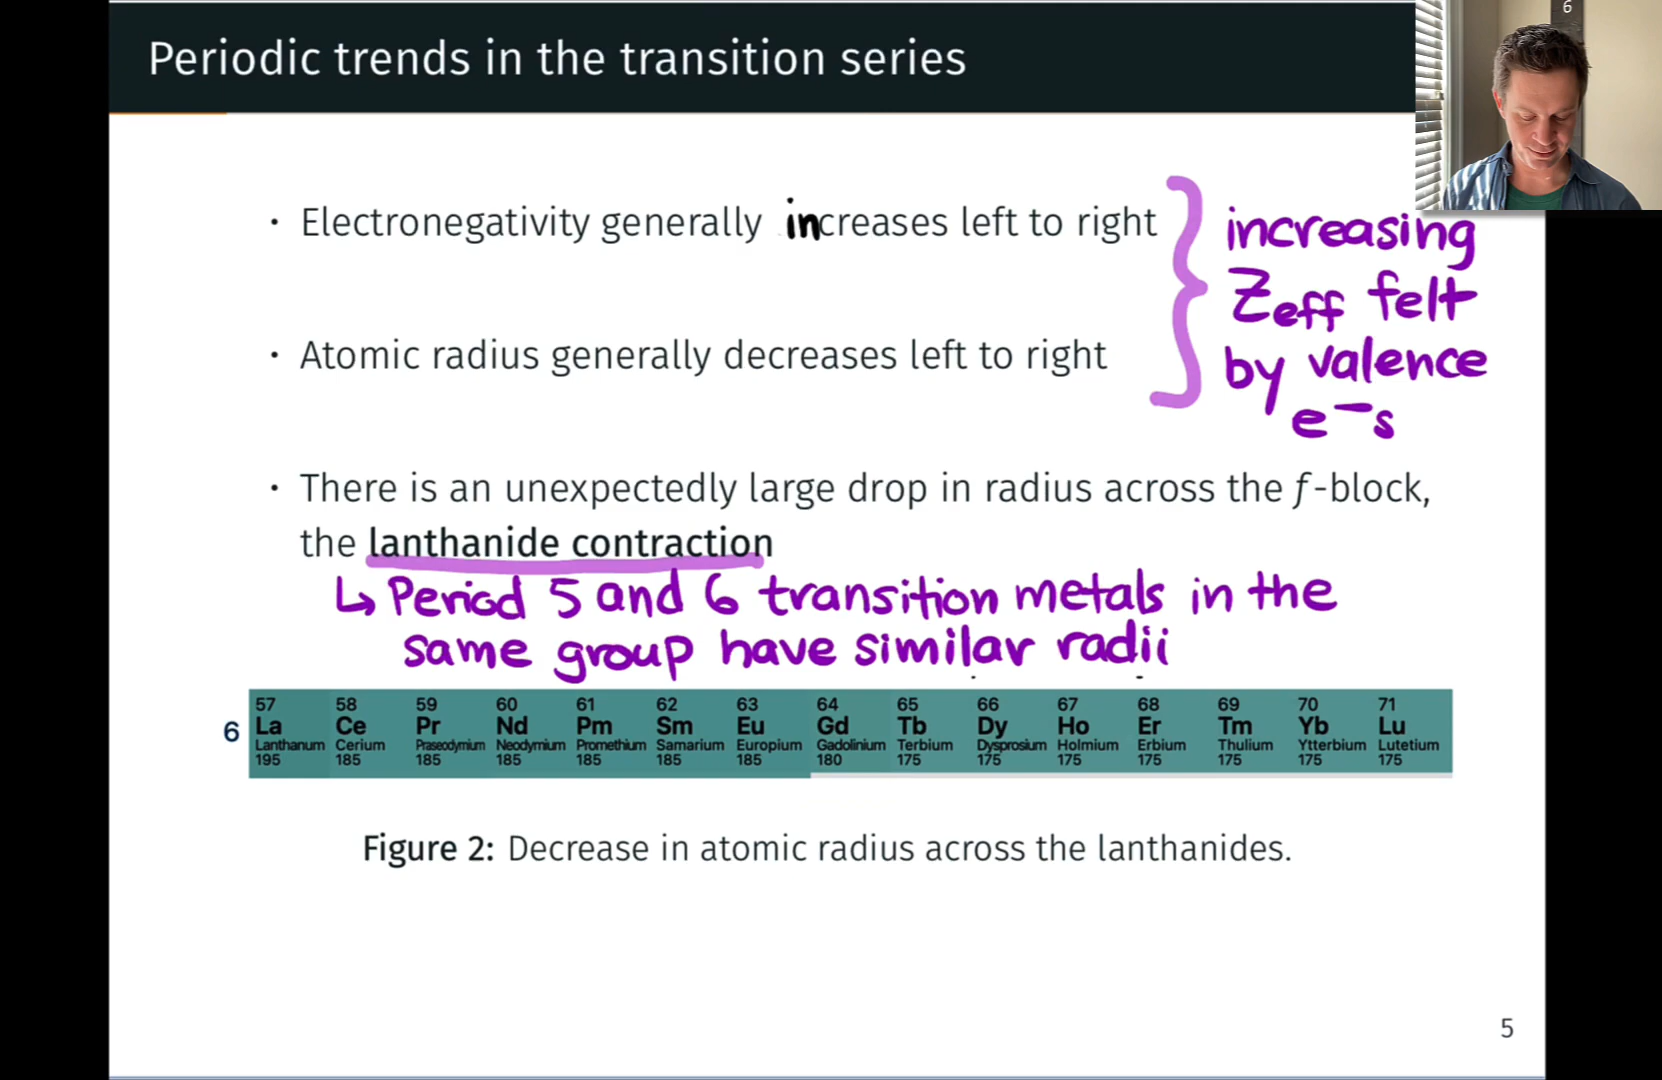 6
Periodic trends in the transition series
• Electronegativity generally increases left to right
• Atomic radius generally decreases left to right
increasing
Zeff felt
by valence
e⁻s
• There is an unexpectedly large drop in radius across the f-block,
the lanthanide contraction
↳ Period 5 and 6 transition metals in the
same group have similar radii
57 58 59 60 61 62 63 64 65 66 67 68 69 70 71
6 La Ce Pr Nd Pm Sm Eu Gd Tb Dy Ho Er Tm Yb Lu
Lanthanum Cerium Praseodymium Neodymium Promethium Samarium Europium Gadolinium Terbium Dysprosium Holmium Erbium Thulium Ytterbium Lutetium
195 185 185 185 185 185 185 180 175 175 175 175 175 175 175
Figure 2: Decrease in atomic radius across the lanthanides.
5